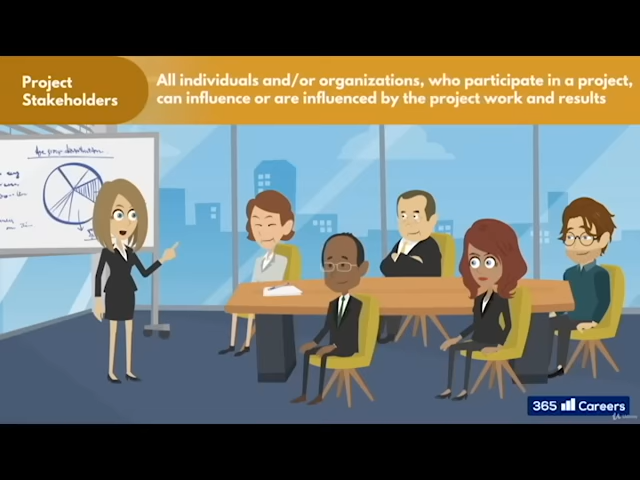 Project
Stakeholders
All individuals and/or organizations, who participate in a project,
can influence or are influenced by the project work and results
365 Careers